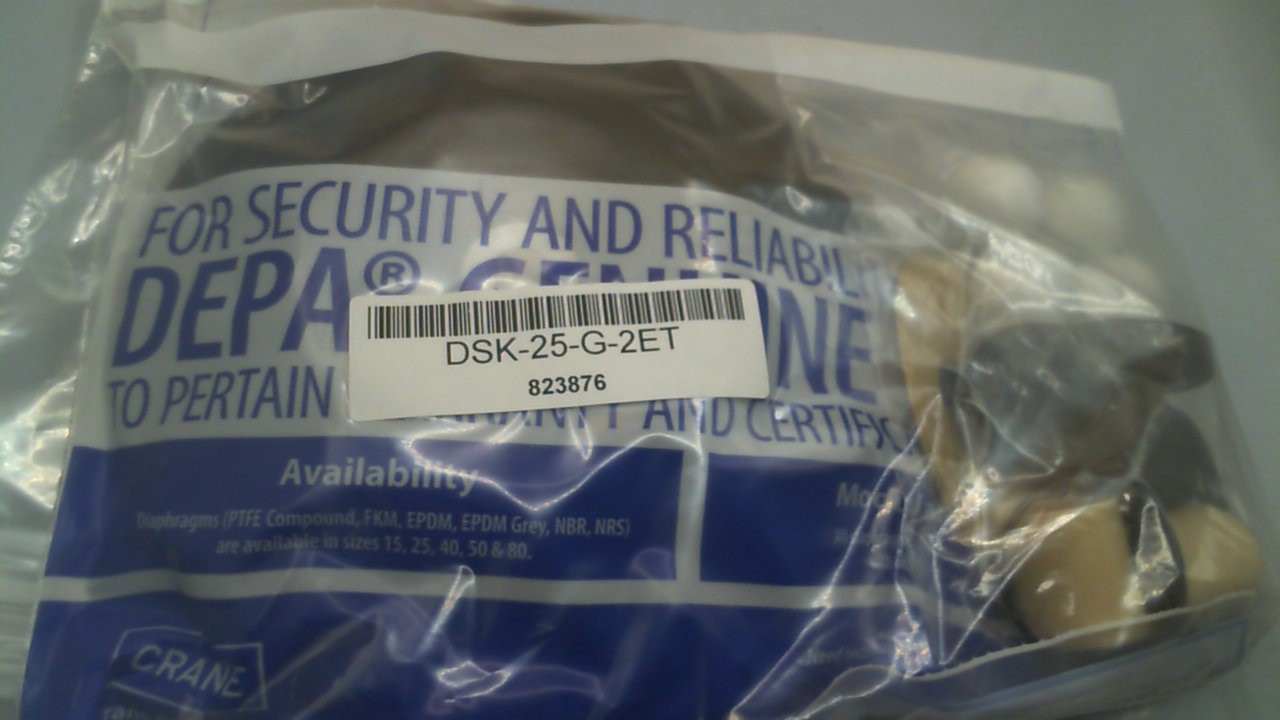 FOR SECURITY AND RELIABIL
DEPA®
DSK-25-G-2ET
823876
TO PERTAIN AND CERTIFIC
Availability
Diaphragms (PTFE Compound, FKM, EPDM, EPDM Grey, NBR, NRS)
are available in sizes 15, 25, 40, 50 & 80.
CRANE